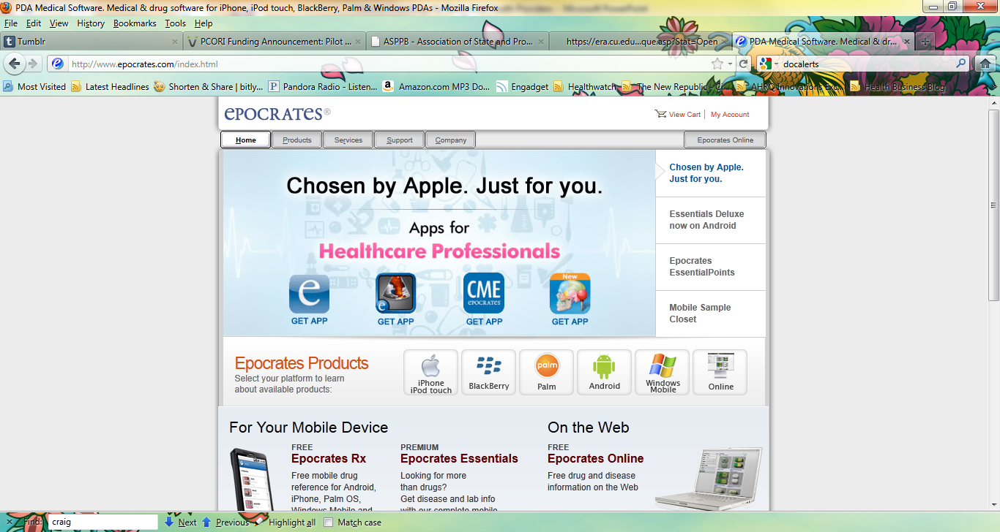 PDA Medical Software. Medical & drug software for iPhone, iPod touch, BlackBerry, Palm & Windows PDAs - Mozilla Firefox
File Edit View History Bookmarks Tools Help
Tumblr
PCORI Funding Announcement: Pilot ...
ASPPB - Association of State and Pro...
https://era.cu.edu...que.asp?Stat=Open
PDA Medical Software. Medical & dr...
http://www.epocrates.com/index.html
docalerts
Most Visited Latest Headlines Shorten & Share | bitly... Pandora Radio - Listen... Amazon.com MP3 Do... Engadget Healthwatch The New Republic - Ci... AHRQ Innovations Exc... Health Business Blog
epocrates®
View Cart | My Account
Home Products Services Support Company Epocrates Online
Chosen by Apple. Just for you.
Apps for
Healthcare Professionals
e
e
CME
epocrates
New
GET APP GET APP GET APP GET APP
Chosen by Apple.
Just for you.
Essentials Deluxe
now on Android
Epocrates
EssentialPoints
Mobile Sample
Closet
Epocrates Products
Select your platform to learn
about available products:
iPhone
iPod touch
BlackBerry
palm
Palm
Android
Windows
Mobile
Online
For Your Mobile Device
FREE
Epocrates Rx
Free mobile drug
reference for Android,
iPhone, Palm OS,
Windows Mobile and
PREMIUM
Epocrates Essentials
Looking for more
than drugs?
Get disease and lab info
with our complete mobile
On the Web
FREE
Epocrates Online
Free drug and disease
information on the Web
Find: craig Next Previous Highlight all Match case